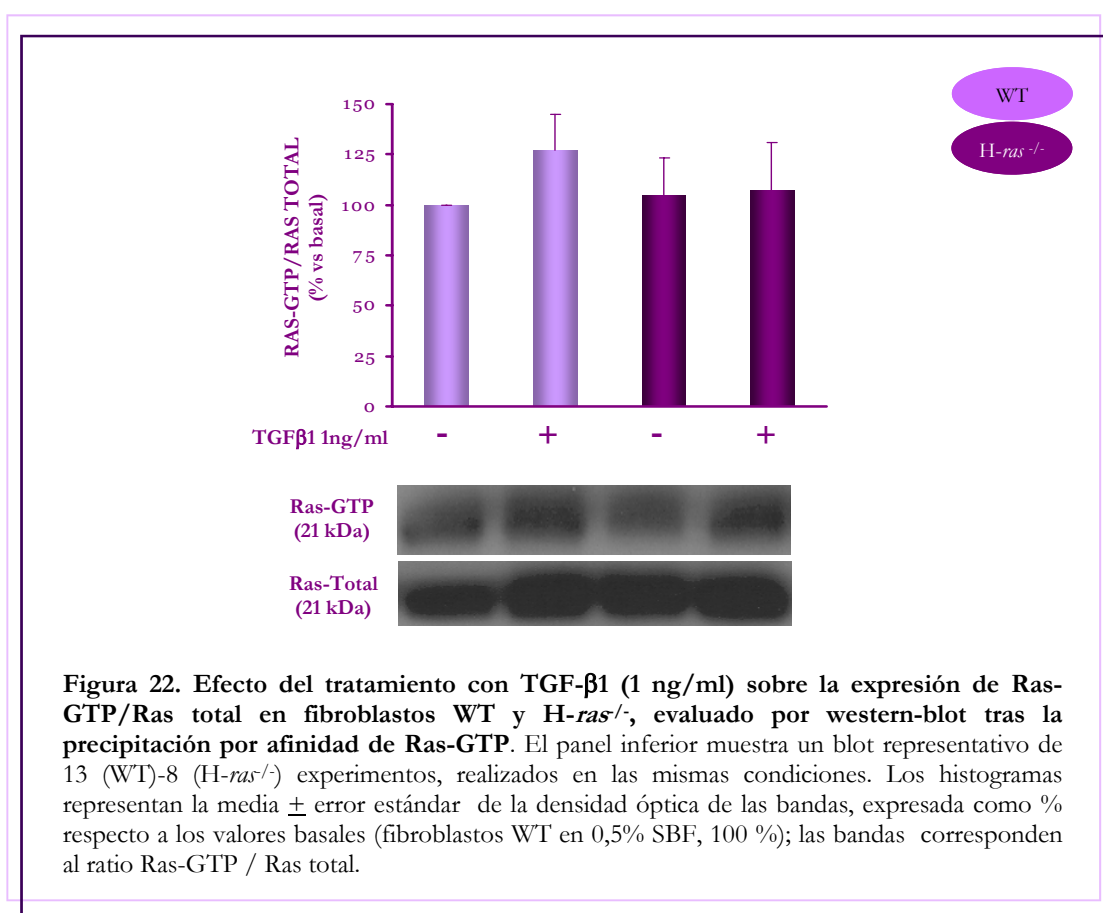 WT
H-ras -/-
150
125
100
75
50
25
0
RAS-GTP/RAS TOTAL
(% vs basal)
TGFβ1 1ng/ml - + - +
Ras-GTP
(21 kDa)
Ras-Total
(21 kDa)
Figura 22. Efecto del tratamiento con TGF-β1 (1 ng/ml) sobre la expresión de Ras-
GTP/Ras total en fibroblastos WT y H-ras-/-, evaluado por western-blot tras la
precipitación por afinidad de Ras-GTP. El panel inferior muestra un blot representativo de
13 (WT)-8 (H-ras-/-) experimentos, realizados en las mismas condiciones. Los histogramas
representan la media ± error estándar de la densidad óptica de las bandas, expresada como %
respecto a los valores basales (fibroblastos WT en 0,5% SBF, 100 %); las bandas corresponden
al ratio Ras-GTP / Ras total.